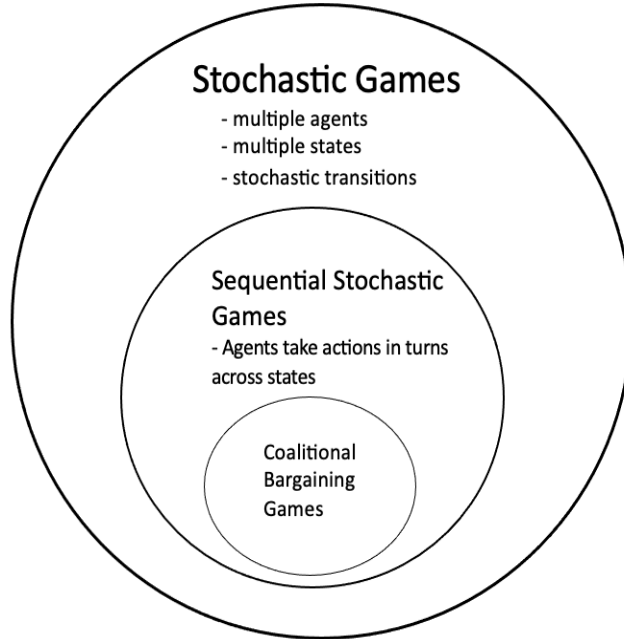 Stochastic Games
- multiple agents
- multiple states
- stochastic transitions
Sequential Stochastic
Games
- Agents take actions in turns
across states
Coalitional
Bargaining
Games